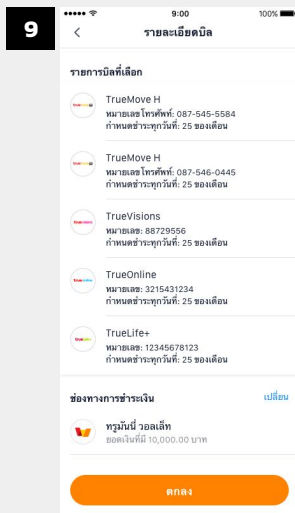 9
9:00
100%
รายละเอียดบิล
รายการบิลที่เลือก
TrueMove H
หมายเลขโทรศัพท์: 087-545-5584
กำหนดชำระทุกวันที่: 25 ของเดือน
TrueMove H
หมายเลขโทรศัพท์: 087-546-0445
กำหนดชำระทุกวันที่: 25 ของเดือน
TrueVisions
หมายเลข: 88729556
กำหนดชำระทุกวันที่: 25 ของเดือน
TrueOnline
หมายเลข: 3215431234
กำหนดชำระทุกวันที่: 25 ของเดือน
TrueLife+
หมายเลข: 12345678123
กำหนดชำระทุกวันที่: 25 ของเดือน
ช่องทางการชำระเงิน
เปลี่ยน
ทรูมันนี่ วอลเล็ท
ยอดเงินที่มี 10,000.00 บาท
ตกลง